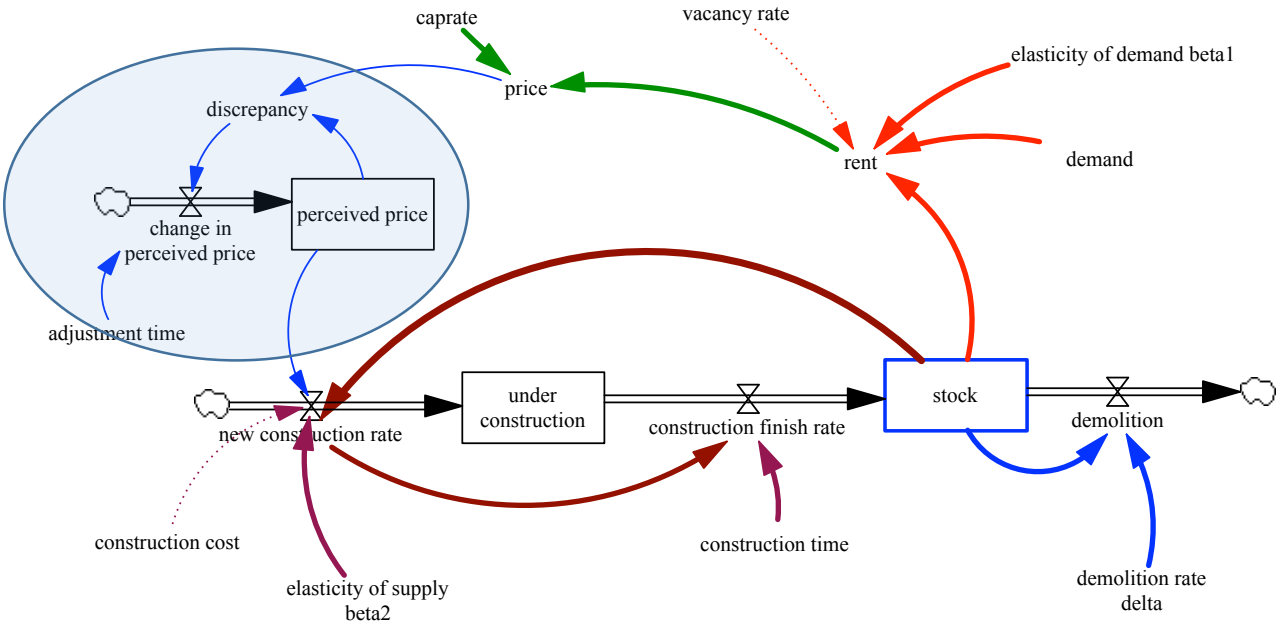 caprate
vacancy rate
elasticity of demand beta1
price
discrepancy
rent
demand
perceived price
change in
perceived price
adjustment time
under
construction
stock
new construction rate
construction finish rate
demolition
construction cost
construction time
elasticity of supply
beta2
demolition rate
delta